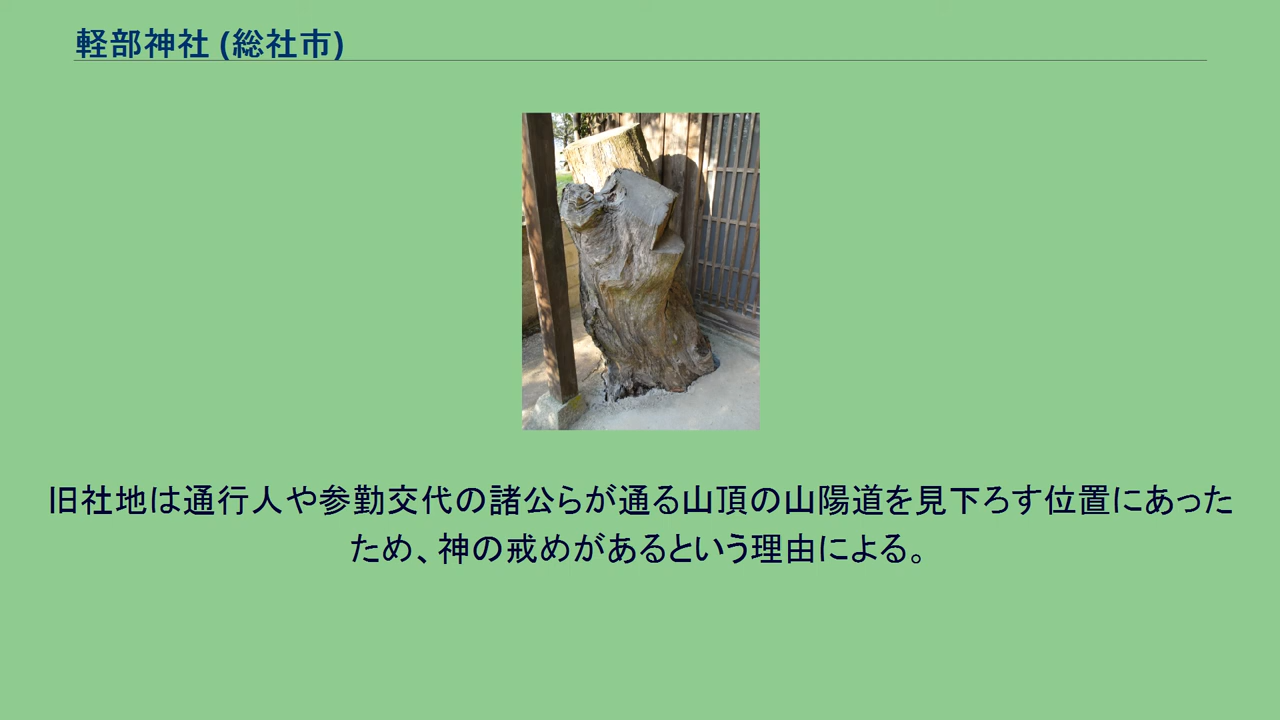 軽部神社 (総社市)
旧社地は通行人や参勤交代の諸公らが通る山頂の山陽道を見下ろす位置にあった
ため、神の戒めがあるという理由による。